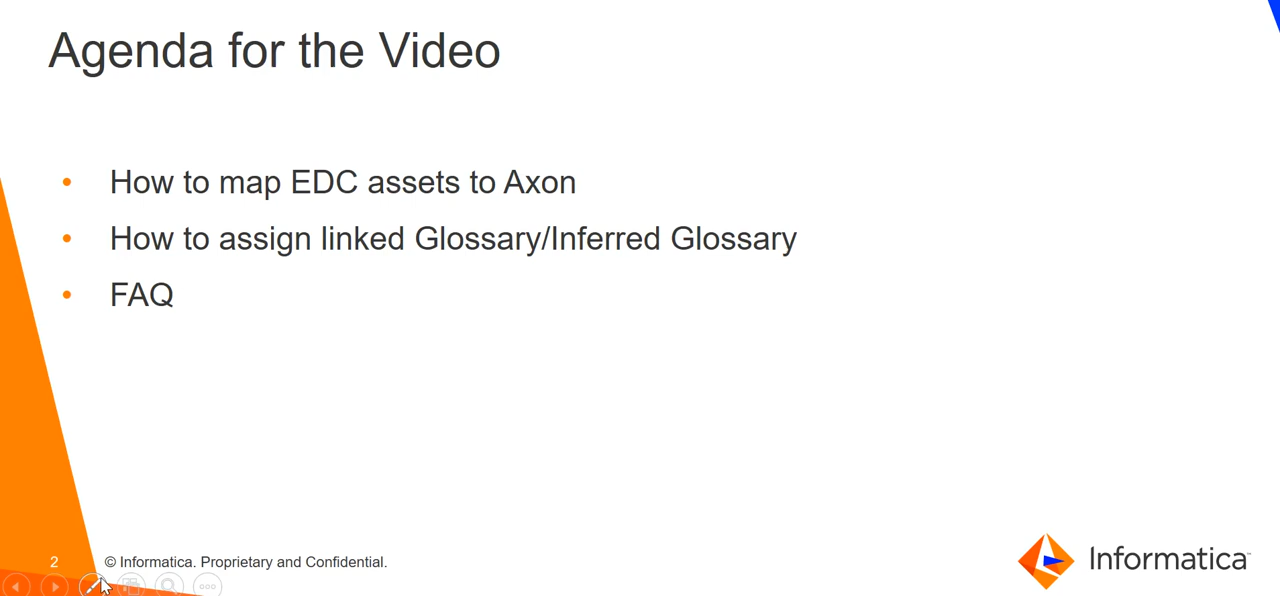 Agenda for the Video
• How to map EDC assets to Axon
• How to assign linked Glossary/Inferred Glossary
• FAQ
2
© Informatica. Proprietary and Confidential.
Informatica™